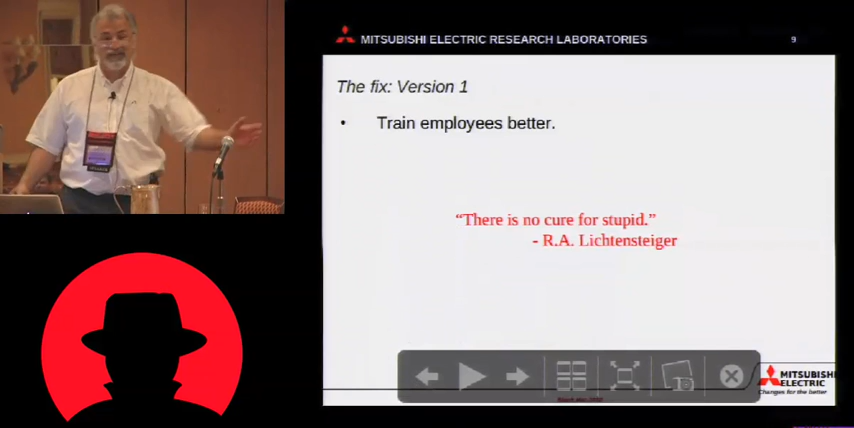 MITSUBISHI ELECTRIC RESEARCH LABORATORIES
9
The fix: Version 1
• Train employees better.
“There is no cure for stupid.”
- R.A. Lichtensteiger
MITSUBISHI
ELECTRIC
Changes for the better